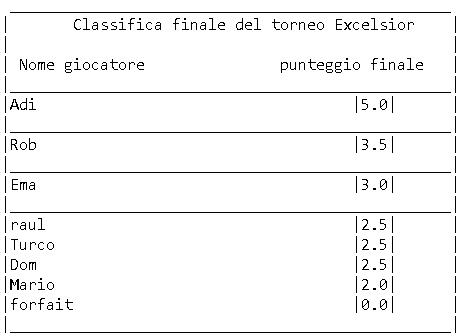 Classifica finale del torneo Excelsior
Nome giocatore punteggio finale
Adi |5.0|
Rob |3.5|
Ema |3.0|
raul |2.5|
Turco |2.5|
Dom |2.5|
Mario |2.0|
forfait |0.0|